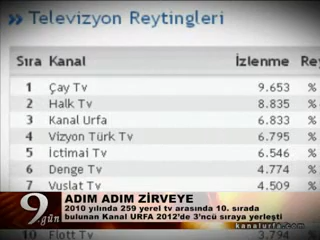 » Televizyon Reytingleri
Sıra Kanal İzlenme Rey
1 Çay Tv 9.653 %
2 Halk Tv 8.835 %
3 Kanal Urfa 6.833 %
4 Vizyon Türk Tv 6.795 %
5 İctimai Tv 6.546 %
6 Denge Tv 4.774 %
7 Vuslat Tv 4.509 %
9.gün
ADIM ADIM ZİRVEYE
2010 yılında 259 yerel tv arasında 10. sırada
bulunan Kanal URFA 2012'de 3'ncü sıraya yerleşti
kanalurfa.com
10 Flort Tv %